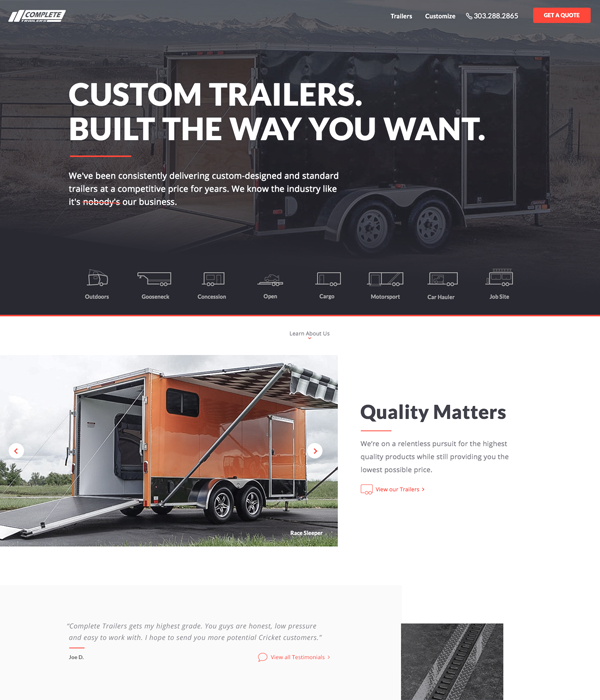 COMPLETE
Trailers
Customize
303.288.2865
GET A QUOTE
CUSTOM TRAILERS.
BUILT THE WAY YOU WANT.
We've been consistently delivering custom-designed and standard
trailers at a competitive price for years. We know the industry like
it's nobody's our business.
Outdoors
Gooseneck
Concession
Open
Cargo
Motorsport
Car Hauler
Job Site
Learn About Us
Race Sleeper
Quality Matters
We're on a relentless pursuit for the highest
quality products while still providing you the
lowest possible price.
View our Trailers
"Complete Trailers gets my highest grade. You guys are honest, low pressure
and easy to work with. I hope to send you more potential Cricket customers."
Joe D.
View all Testimonials